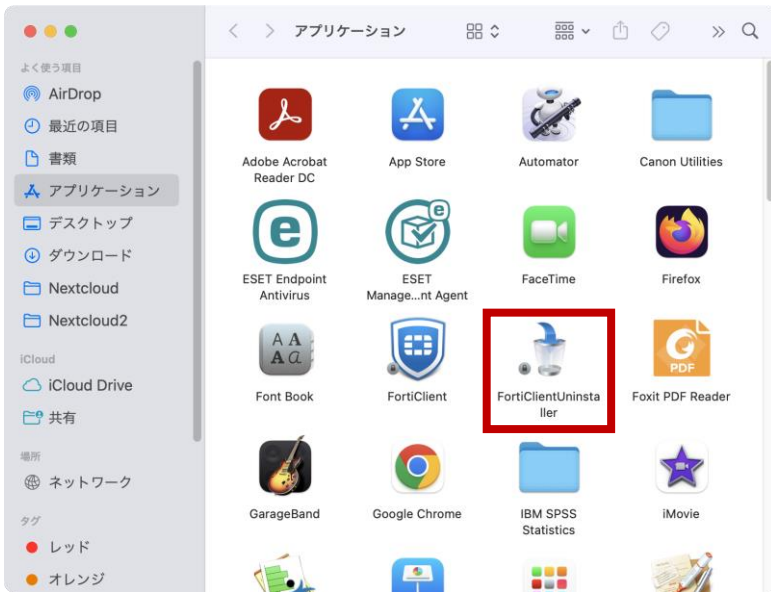 アプリケーション
よく使う項目
AirDrop
最近の項目
書類
アプリケーション
デスクトップ
ダウンロード
Nextcloud
Nextcloud2
iCloud
iCloud Drive
共有
場所
ネットワーク
タグ
レッド
オレンジ
Adobe Acrobat
Reader DC
App Store
Automator
Canon Utilities
e
e
ESET Endpoint
Antivirus
ESET
Manage...nt Agent
FaceTime
Firefox
A A
A a
PDF
Font Book
FortiClient
FortiClientUninsta
ller
Foxit PDF Reader
GarageBand
Google Chrome
IBM SPSS
Statistics
iMovie